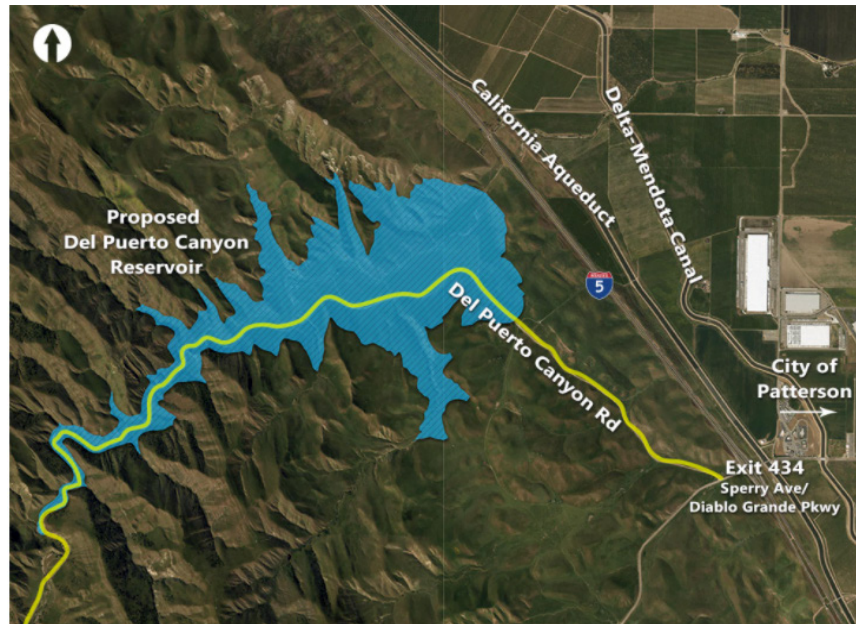 California Aqueduct
Delta-Mendota Canal
Proposed
Del Puerto Canyon
Reservoir
5
Del Puerto Canyon Rd
City of
Patterson
Exit 434
Sperry Ave/
Diablo Grande Pkwy